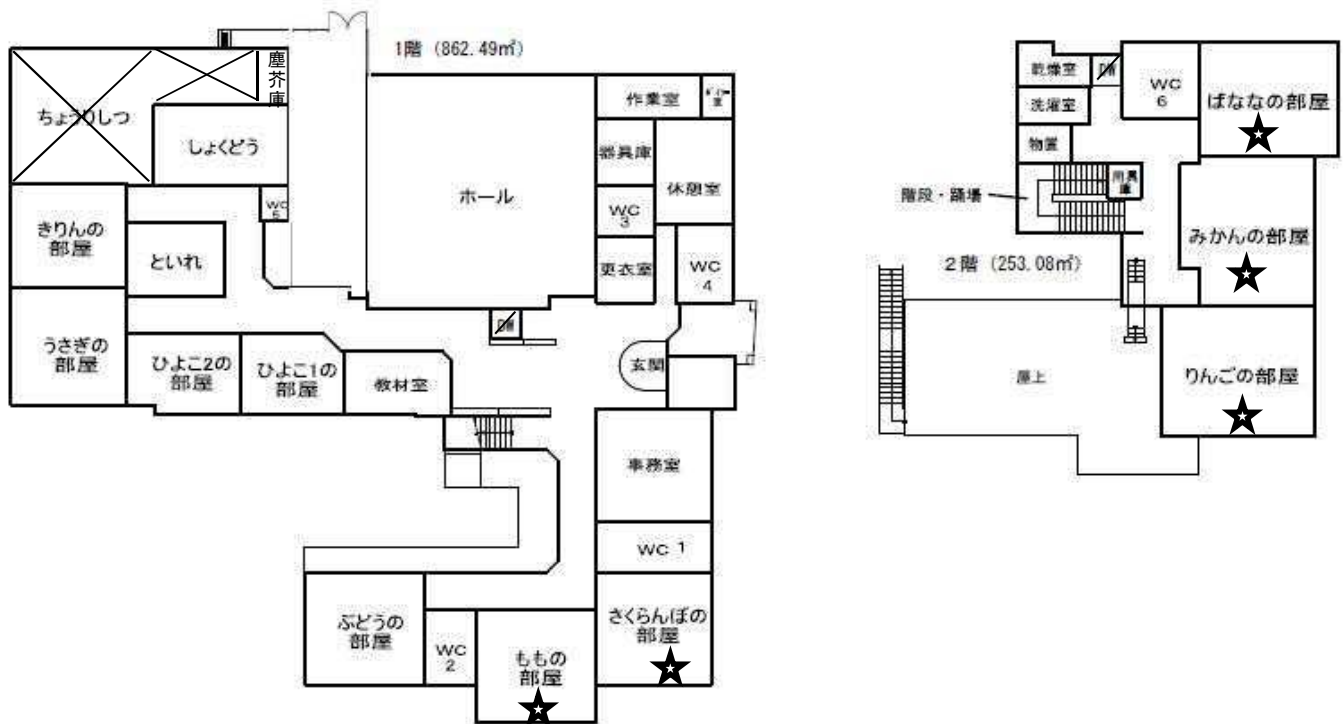 1階 (862.49㎡)
塵
芥
庫
ちょうりしつ
しょくどう
WC
5
きりんの
部屋
といれ
うさぎの
部屋
ひよこ2の
部屋
ひよこ1の
部屋
教材室
ホール
作業室
器具庫
休憩室
WC
3
更衣室
WC
4
DW
玄関
事務室
WC 1
さくらんぼの
部屋
ももの
部屋
WC
2
ぶどうの
部屋
乾燥室
DW
WC
6
ばななの部屋
洗濯室
物置
用具
庫
階段・踊場
みかんの部屋
2階 (253.08㎡)
屋上
りんごの部屋